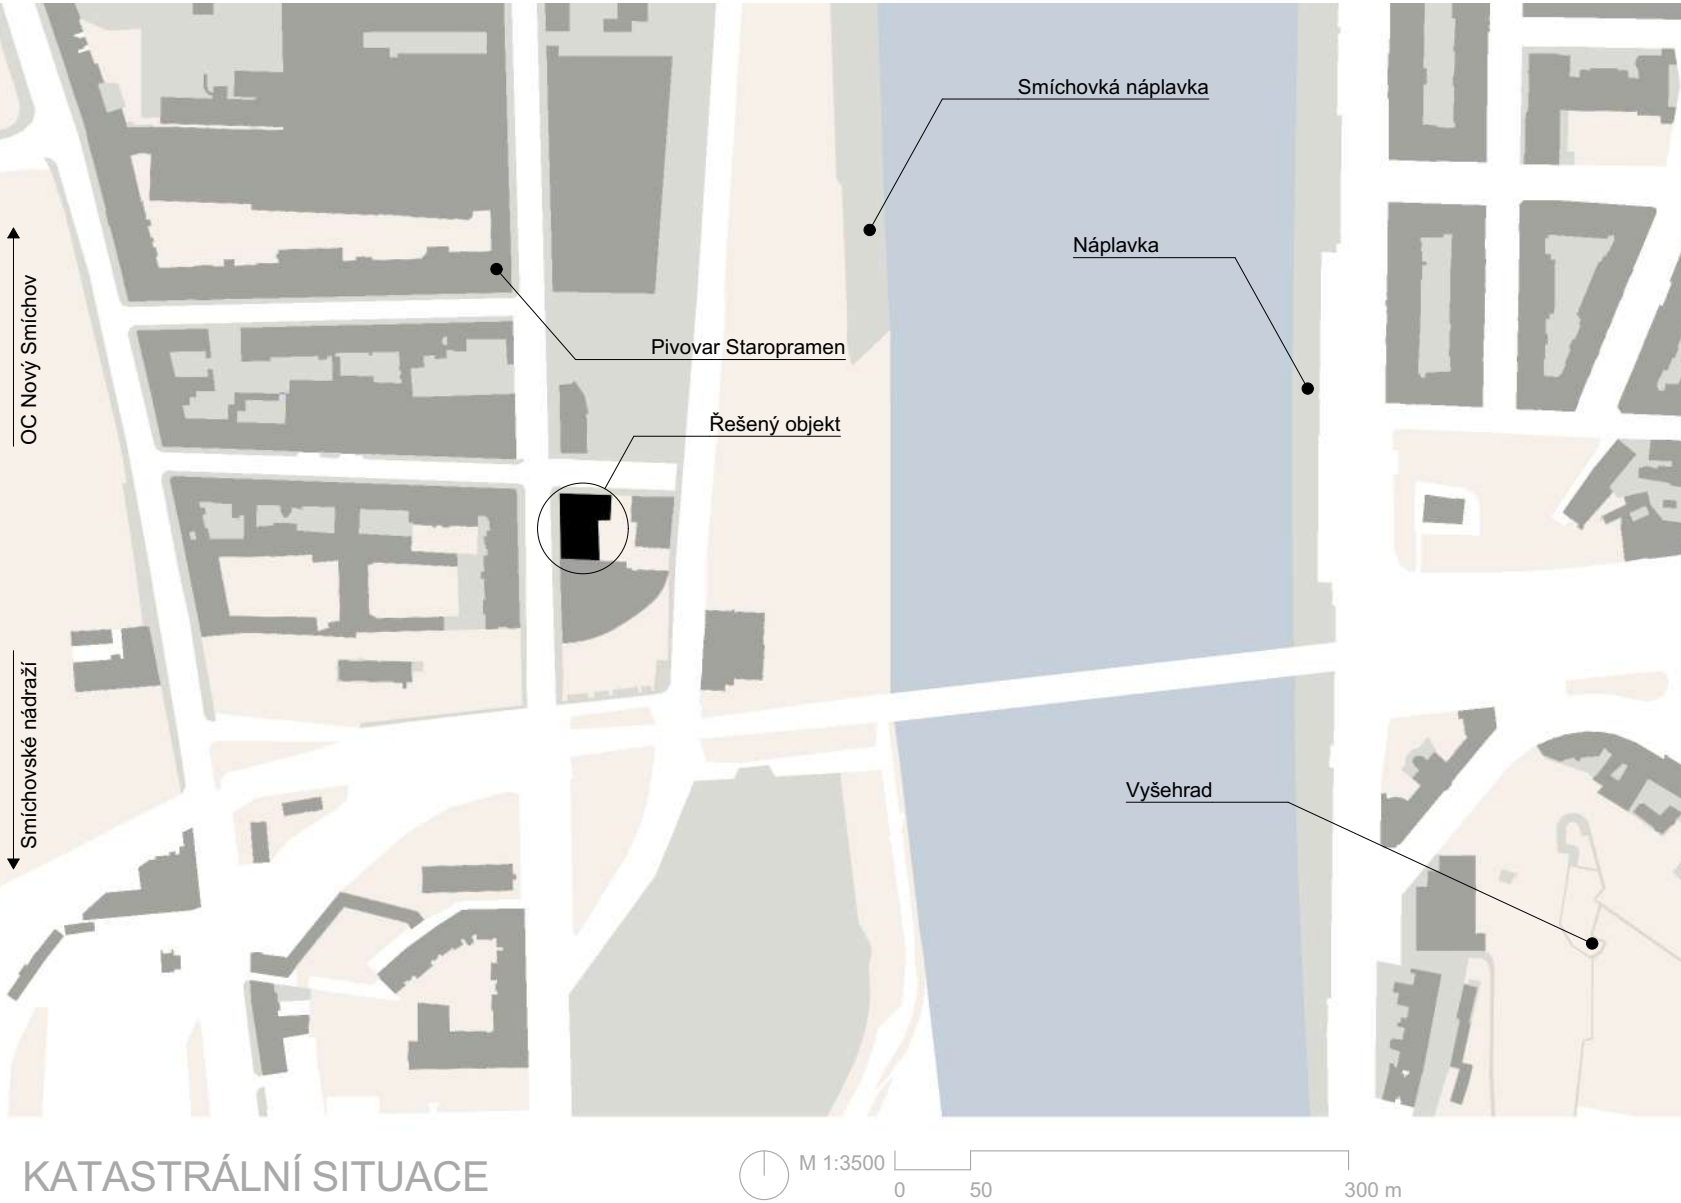 Smíchovká náplavka
Náplavka
OC Nový Smíchov
Pivovar Staropramen
Řešený objekt
Smíchovské nádraží
Vyšehrad
KATASTRÁLNÍ SITUACE
M 1:3500
0 50 300 m